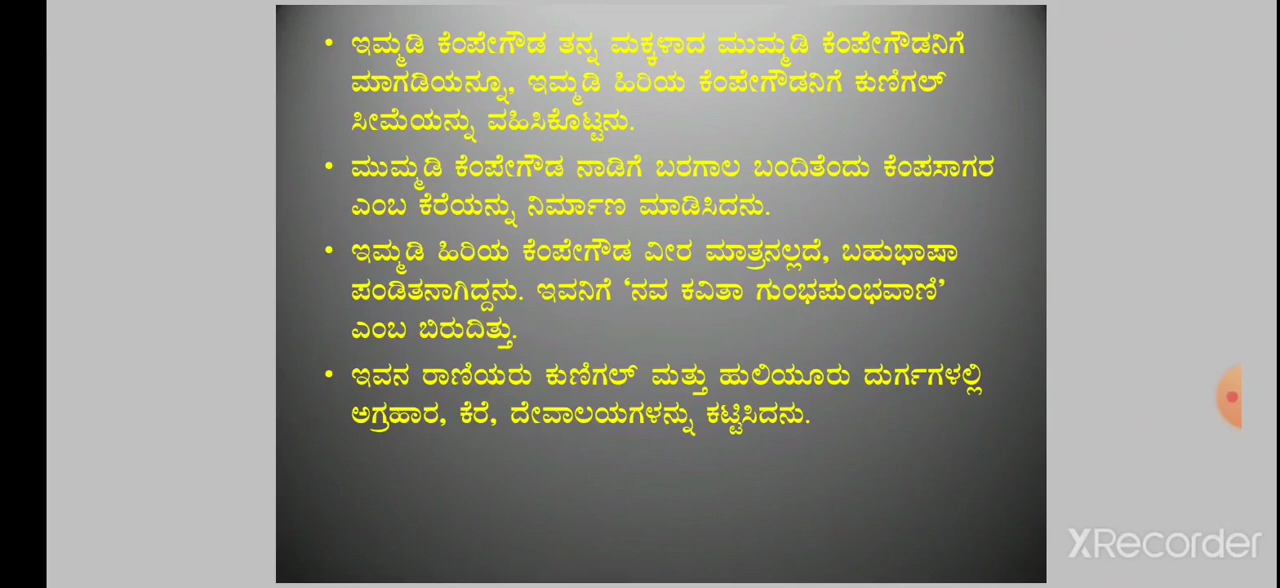 • ಇಮ್ಮಡಿ ಕೆಂಪೇಗೌಡ ತನ್ನ ಮಕ್ಕಳಾದ ಮುಮ್ಮಡಿ ಕೆಂಪೇಗೌಡನಿಗೆ
ಮಾಗಡಿಯನ್ನೂ, ಇಮ್ಮಡಿ ಹಿರಿಯ ಕೆಂಪೇಗೌಡನಿಗೆ ಕುಣಿಗಲ್
ಸೀಮೆಯನ್ನು ವಹಿಸಿಕೊಟ್ಟನು.
• ಮುಮ್ಮಡಿ ಕೆಂಪೇಗೌಡ ನಾಡಿಗೆ ಬರಗಾಲ ಬಂದಿತೆಂದು ಕೆಂಪಸಾಗರ
ಎಂಬ ಕೆರೆಯನ್ನು ನಿರ್ಮಾಣ ಮಾಡಿಸಿದನು.
• ಇಮ್ಮಡಿ ಹಿರಿಯ ಕೆಂಪೇಗೌಡ ವೀರ ಮಾತ್ರನಲ್ಲದೆ, ಬಹುಭಾಷಾ
ಪಂಡಿತನಾಗಿದ್ದನು. ಇವನಿಗೆ ‘ನವ ಕವಿತಾ ಗುಂಭಪುಂಭವಾಣಿ’
ಎಂಬ ಬಿರುದಿತ್ತು.
• ಇವನ ರಾಣಿಯರು ಕುಣಿಗಲ್ ಮತ್ತು ಹುಲಿಯೂರು ದುರ್ಗಗಳಲ್ಲಿ
ಅಗ್ರಹಾರ, ಕೆರೆ, ದೇವಾಲಯಗಳನ್ನು ಕಟ್ಟಿಸಿದನು.
XRecorder